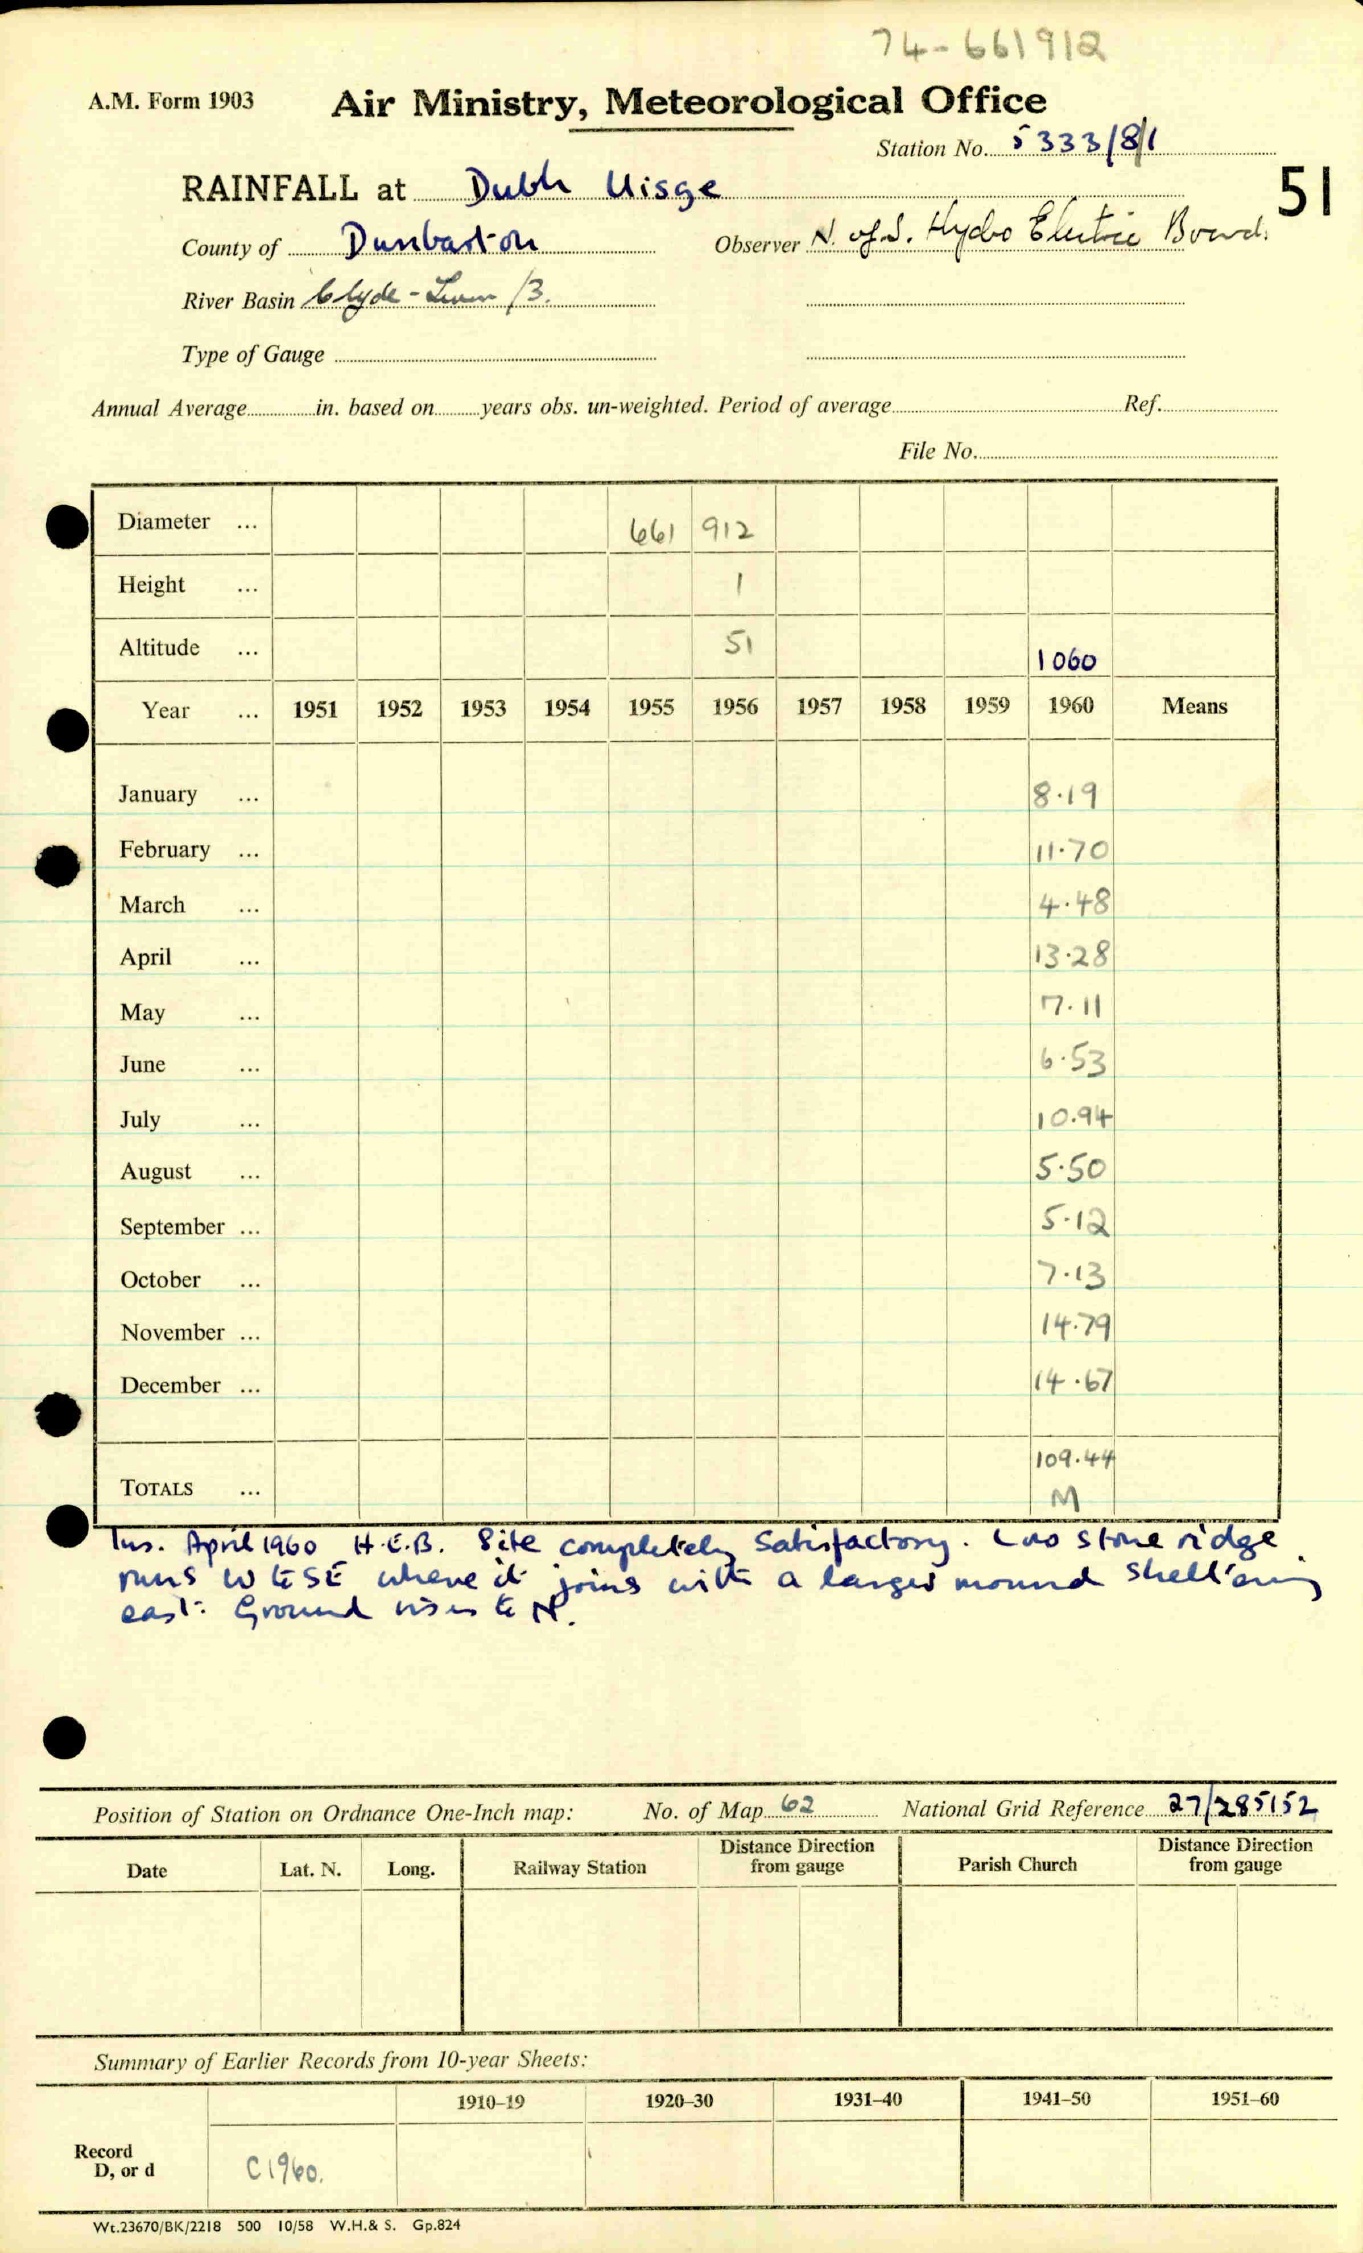 74-661912
A.M. Form 1903 Air Ministry, Meteorological Office
Station No. 5333/8/1
RAINFALL at Dubh Uisge 51
County of Dunbarton Observer N. of S. Hydro Electric Board.
River Basin Clyde-Leven /3.
Type of Gauge
Annual Average in. based on years obs. un-weighted. Period of average Ref.
File No.
Diameter ... 661 912
Height ... 1
Altitude ... 51 1060
Year ... 1951 1952 1953 1954 1955 1956 1957 1958 1959 1960 Means
January ... 8.19
February ... 11.70
March ... 4.48
April ... 13.28
May ... 7.11
June ... 6.53
July ... 10.94
August ... 5.50
September ... 5.12
October ... 7.13
November ... 14.79
December ... 14.67
109.44
TOTALS ... M
Ins. April 1960 H.E.B. Site completely satisfactory. Low stone ridge
runs W to SE where it joins with a larger mound shelt'ering
east. Ground rises to N.
Position of Station on Ordnance One-Inch map: No. of Map 62 National Grid Reference 27/285152
Date Lat. N. Long. Railway Station Distance Direction from gauge Parish Church Distance Direction from gauge
Summary of Earlier Records from 10-year Sheets:
1910–19 1920–30 1931–40 1941–50 1951–60
Record
D, or d C1960.
Wt.23670/BK/2218 500 10/58 W.H.& S. Gp.824